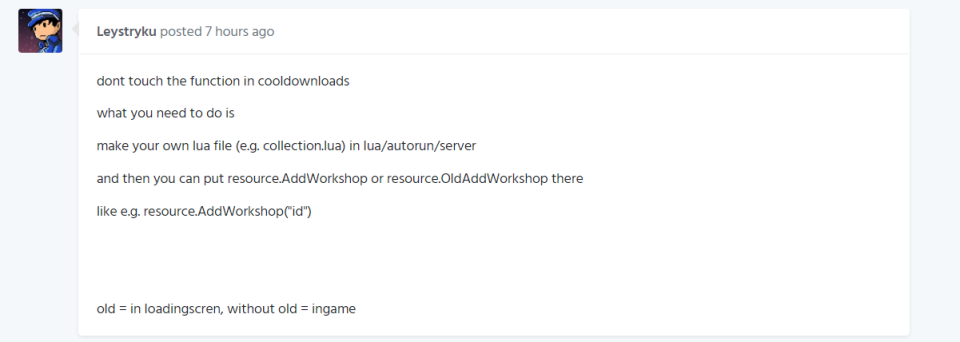 Leystryku posted 7 hours ago
dont touch the function in cooldownloads
what you need to do is
make your own lua file (e.g. collection.lua) in lua/autorun/server
and then you can put resource.AddWorkshop or resource.OldAddWorkshop there
like e.g. resource.AddWorkshop("id")
old = in loadingscren, without old = ingame